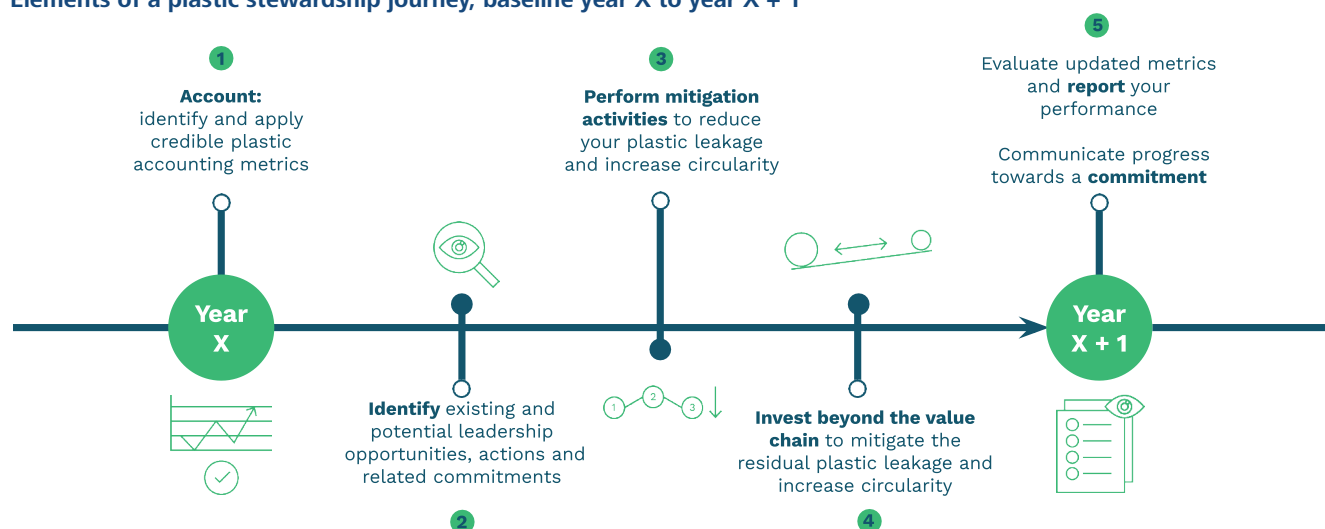 Elements of a plastic stewardship journey, baseline year X to year X + 1
1
Account:
identify and apply
credible plastic
accounting metrics
3
Perform mitigation
activities to reduce
your plastic leakage
and increase circularity
5
Evaluate updated metrics
and report your
performance
Communicate progress
towards a commitment
Year
X
Year
X + 1
1
2
3
Identify existing and
potential leadership
opportunities, actions and
related commitments
2
Invest beyond the value
chain to mitigate the
residual plastic leakage and
increase circularity
4